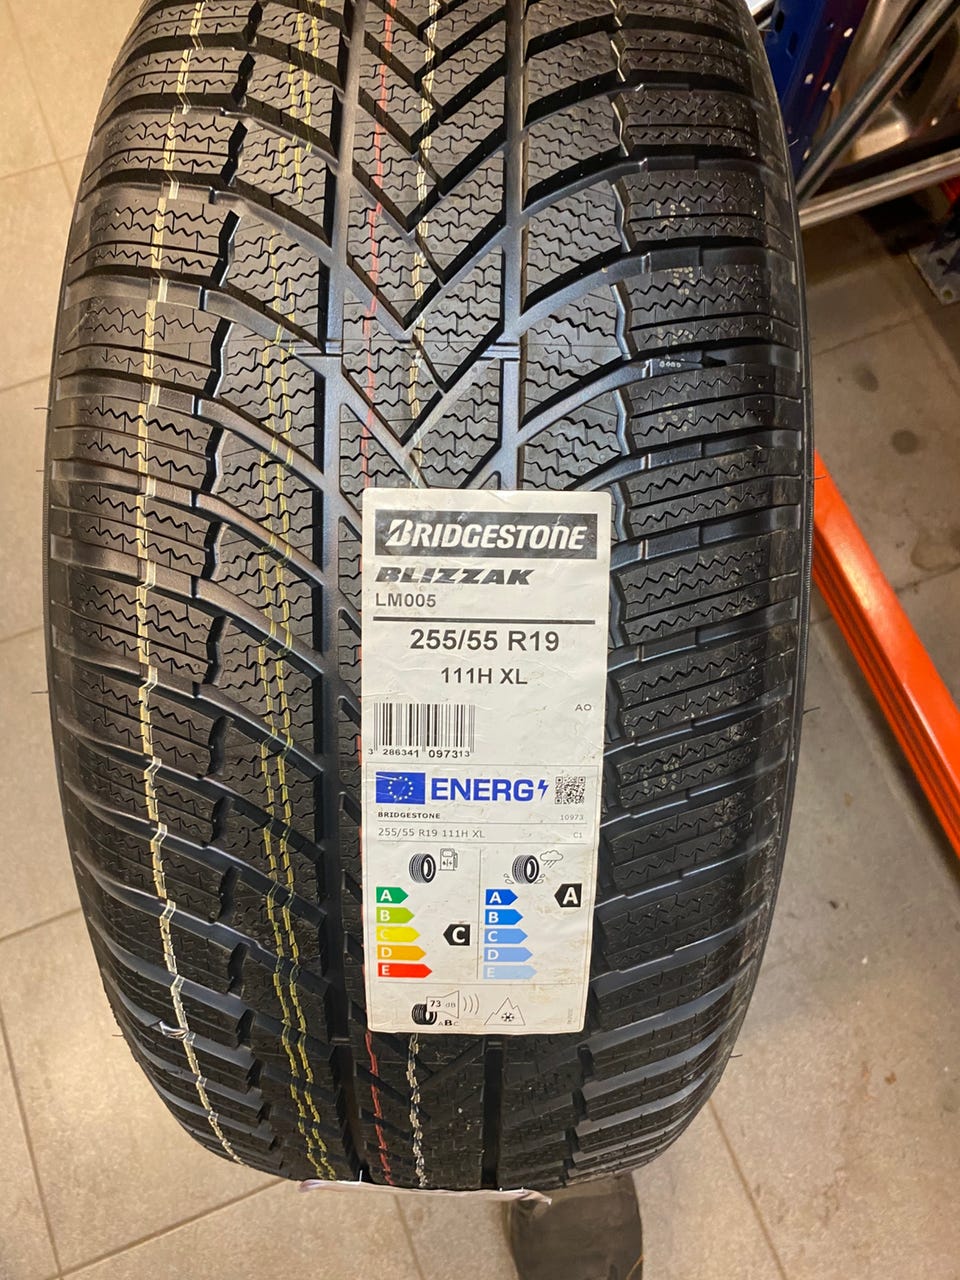 BRIDGESTONE
BLIZZAK
LM005
255/55 R19
111H XL
AO
3 286341 097313
ENERG
BRIDGESTONE 10973
255/55 R19 111H XL C1
A A A
B B
C C C
D D
E E
73 dB
ABC